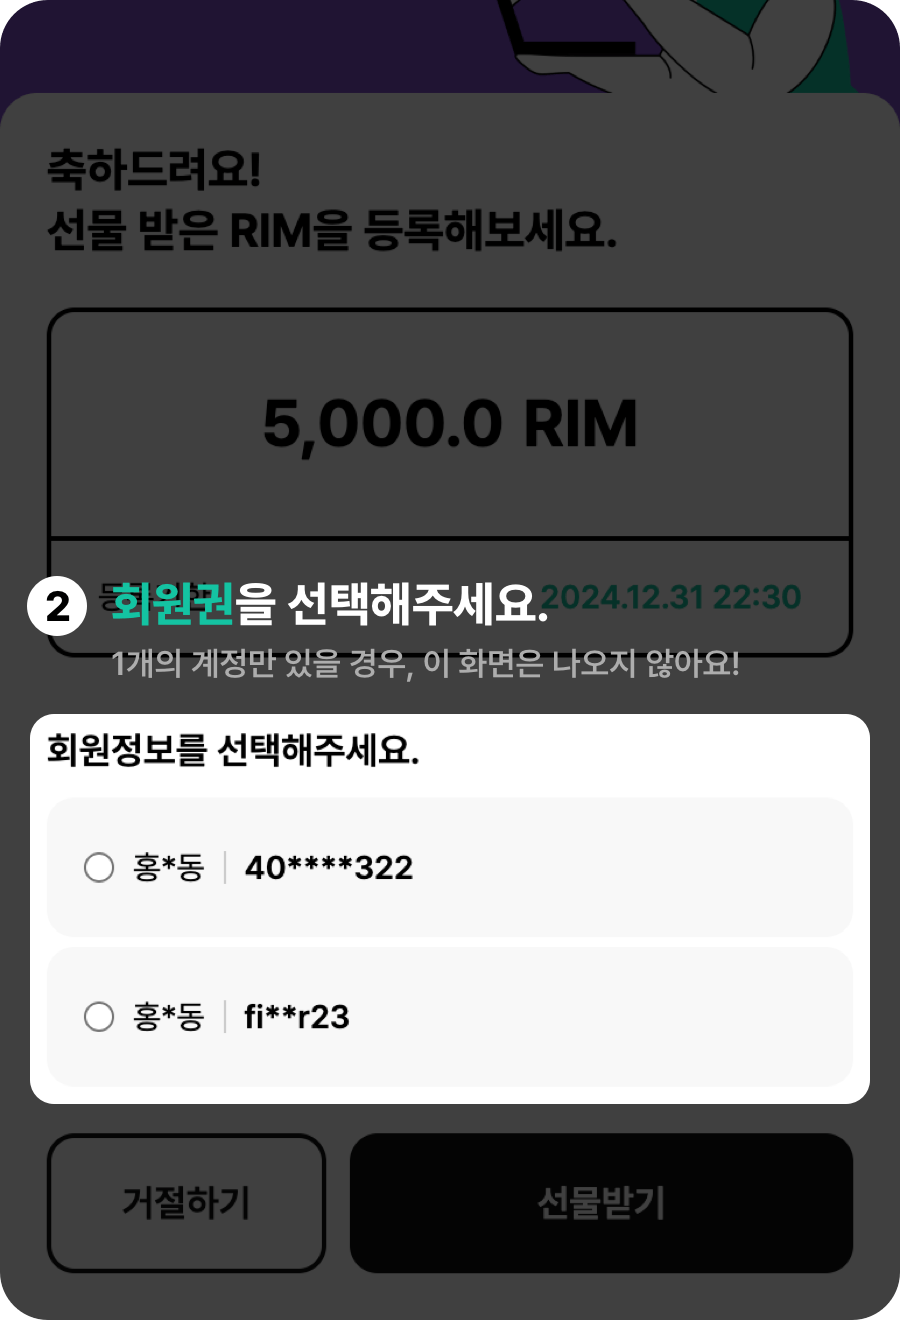 축하드려요!
선물 받은 RIM을 등록해보세요.
5,000.0 RIM
2024.12.31 22:30
2
회원권을 선택해주세요.
1개의 계정만 있을 경우, 이 화면은 나오지 않아요!
회원정보를 선택해주세요.
홍*동 | 40****322
홍*동 | fi**r23
거절하기
선물받기